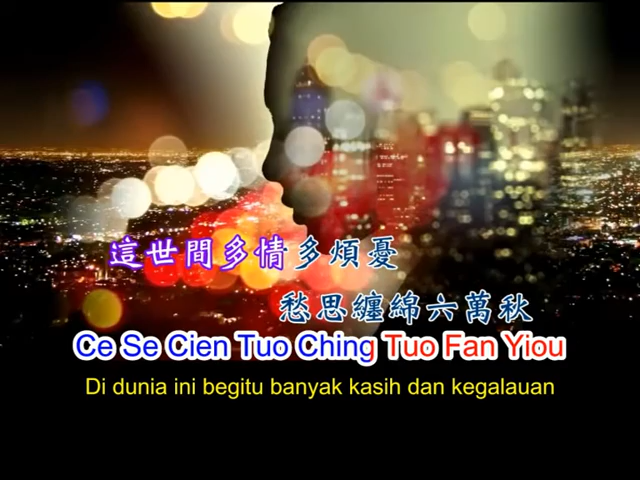 這世間多情多煩憂
愁思纏綿六萬秋
Ce Se Cien Tuo Ching Tuo Fan Yiou
Di dunia ini begitu banyak kasih dan kegalauan